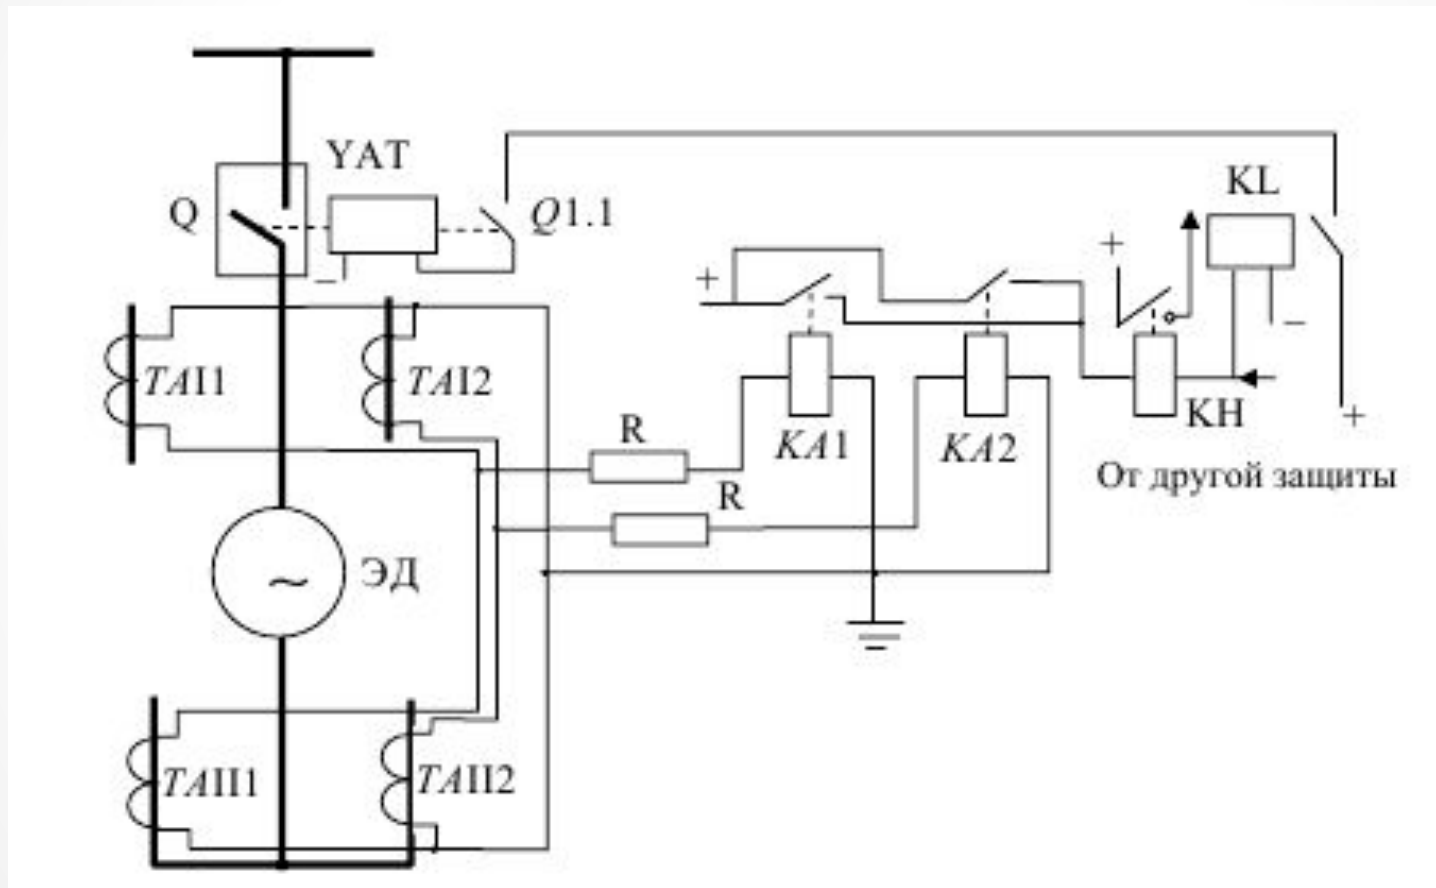 YAT
Q
Q1.1
KL
+
+
–
–
TAI1
TAI2
R
KA1
KA2
KH
+
От другой защиты
R
ЭД
~
TAII1
TAII2